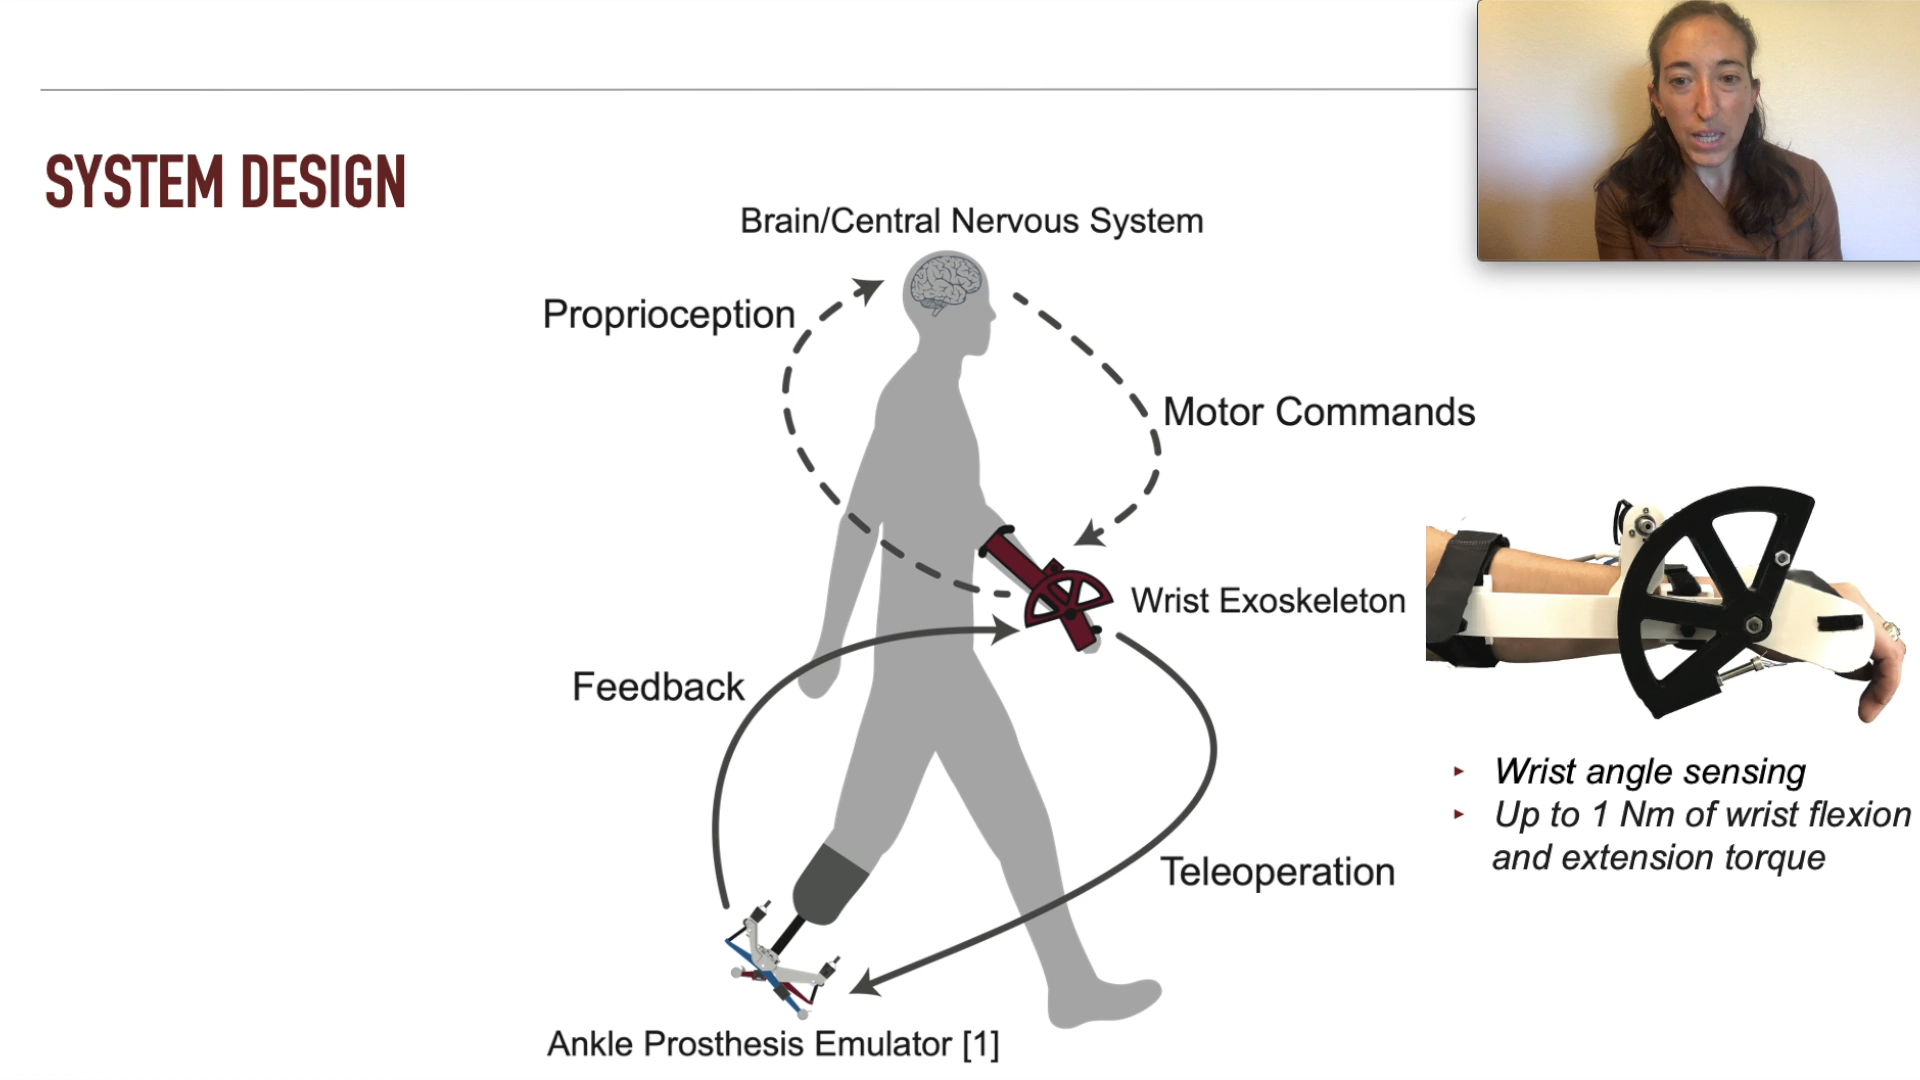 SYSTEM DESIGN
Brain/Central Nervous System
Proprioception
Motor Commands
Wrist Exoskeleton
Feedback
▸ Wrist angle sensing
▸ Up to 1 Nm of wrist flexion
and extension torque
Teleoperation
Ankle Prosthesis Emulator [1]